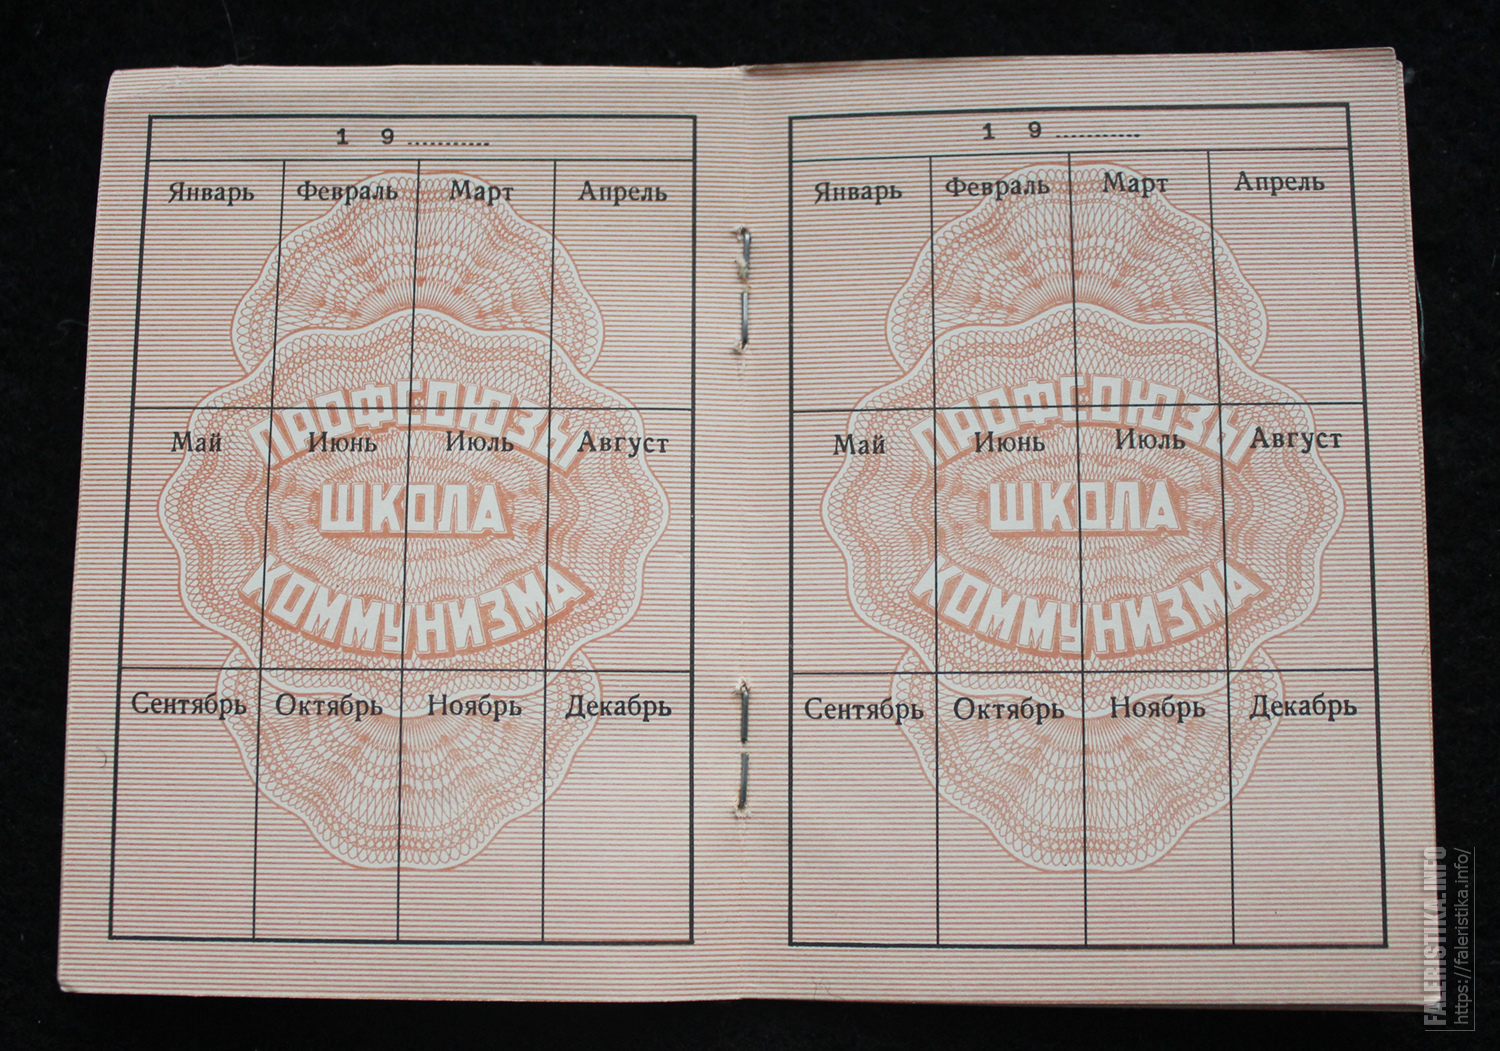 1 9 ..........
Январь Февраль Март Апрель
Май Июнь Июль Август
Сентябрь Октябрь Ноябрь Декабрь
ПРОФСОЮЗЫ
ШКОЛА
КОММУНИЗМА
1 9 ..........
Январь Февраль Март Апрель
Май Июнь Июль Август
Сентябрь Октябрь Ноябрь Декабрь
ПРОФСОЮЗЫ
ШКОЛА
КОММУНИЗМА
FALERISTIKA.INFO
https://faleristika.info/